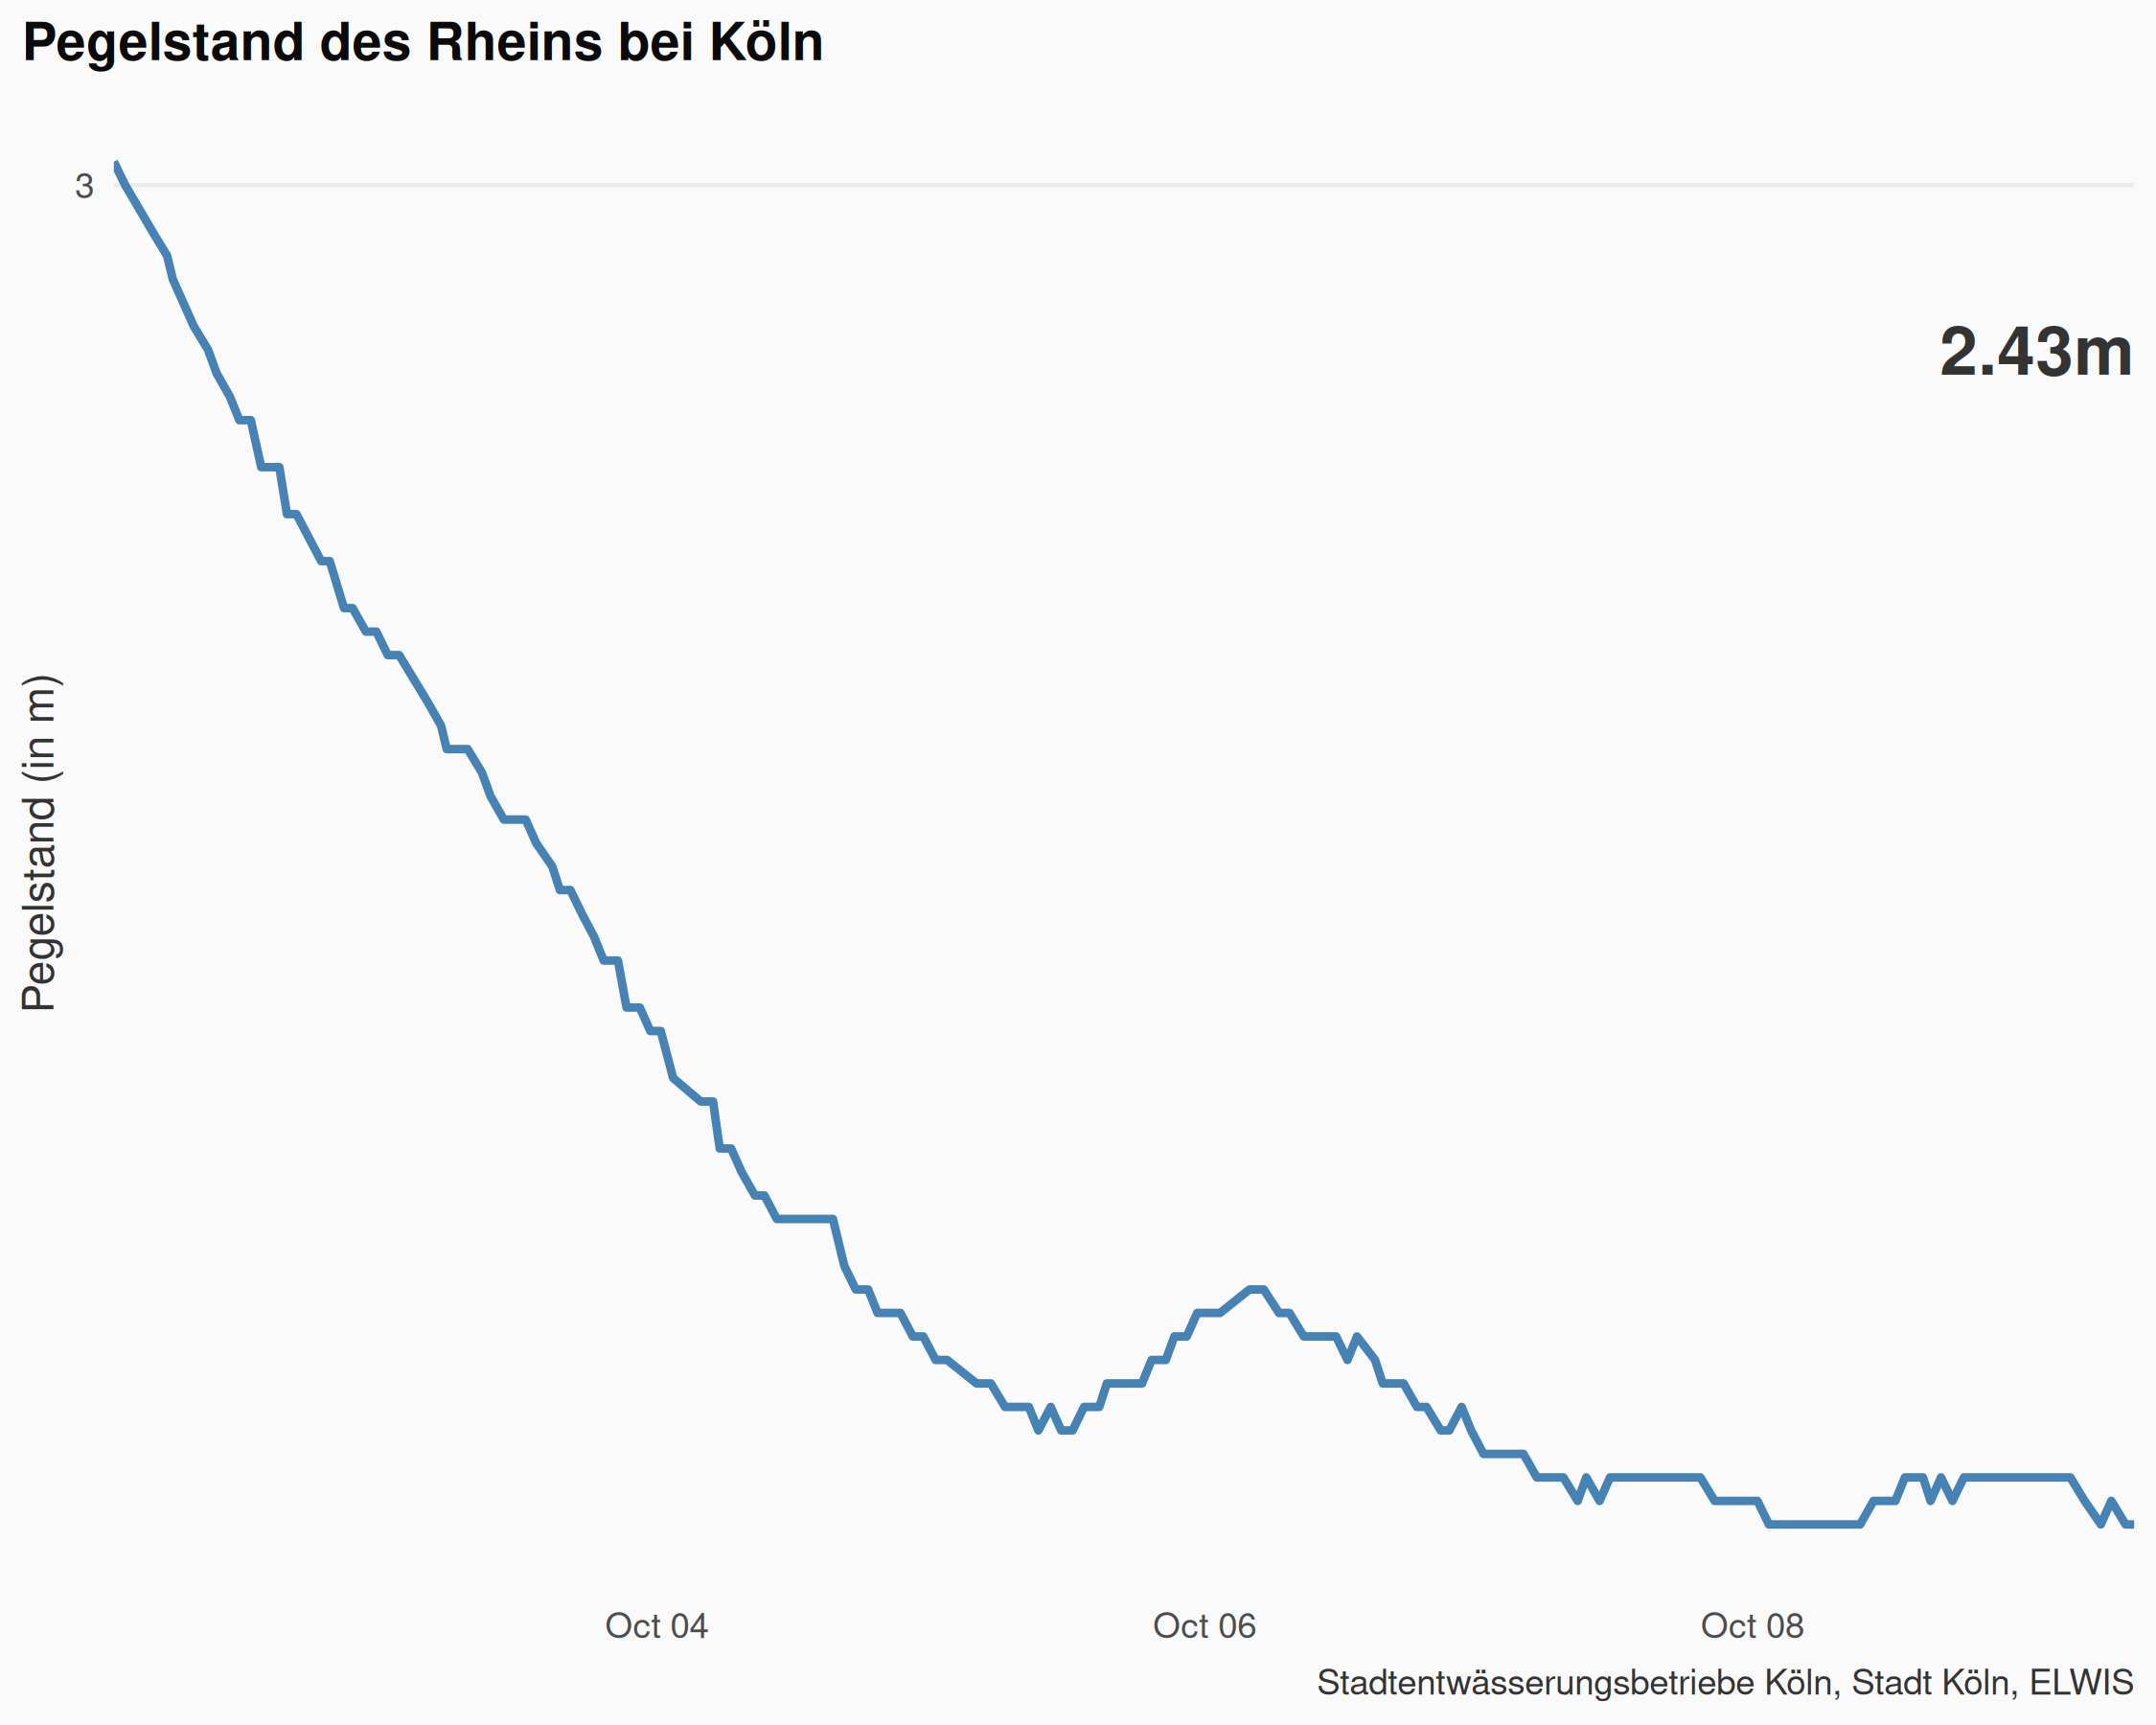 Pegelstand des Rheins bei Köln
3
2.43m
Pegelstand (in m)
Oct 04
Oct 06
Oct 08
Stadtentwässerungsbetriebe Köln, Stadt Köln, ELWIS